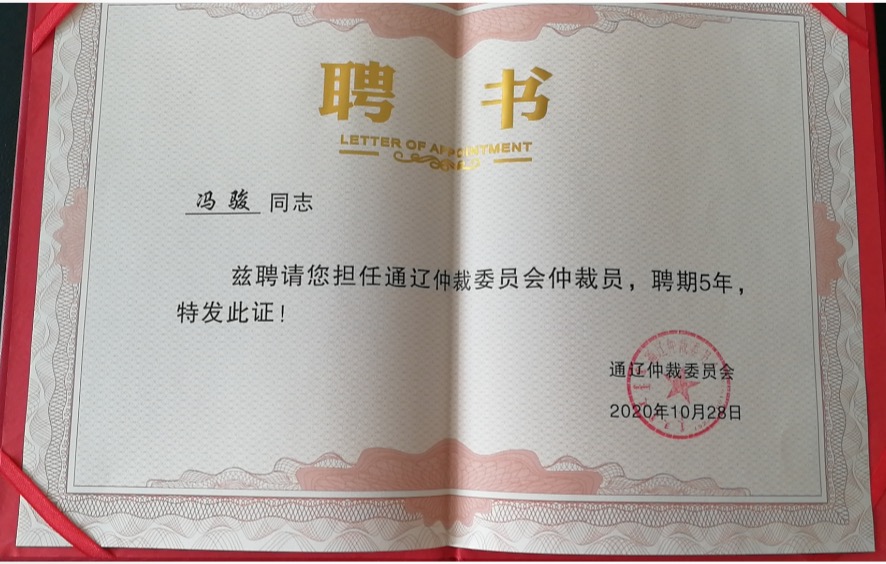 聘 书
LETTER OF APPOINTMENT
冯骏 同志
兹聘请您担任通辽仲裁委员会仲裁员，聘期5年，
特发此证！
通辽仲裁委员会
2020年10月28日